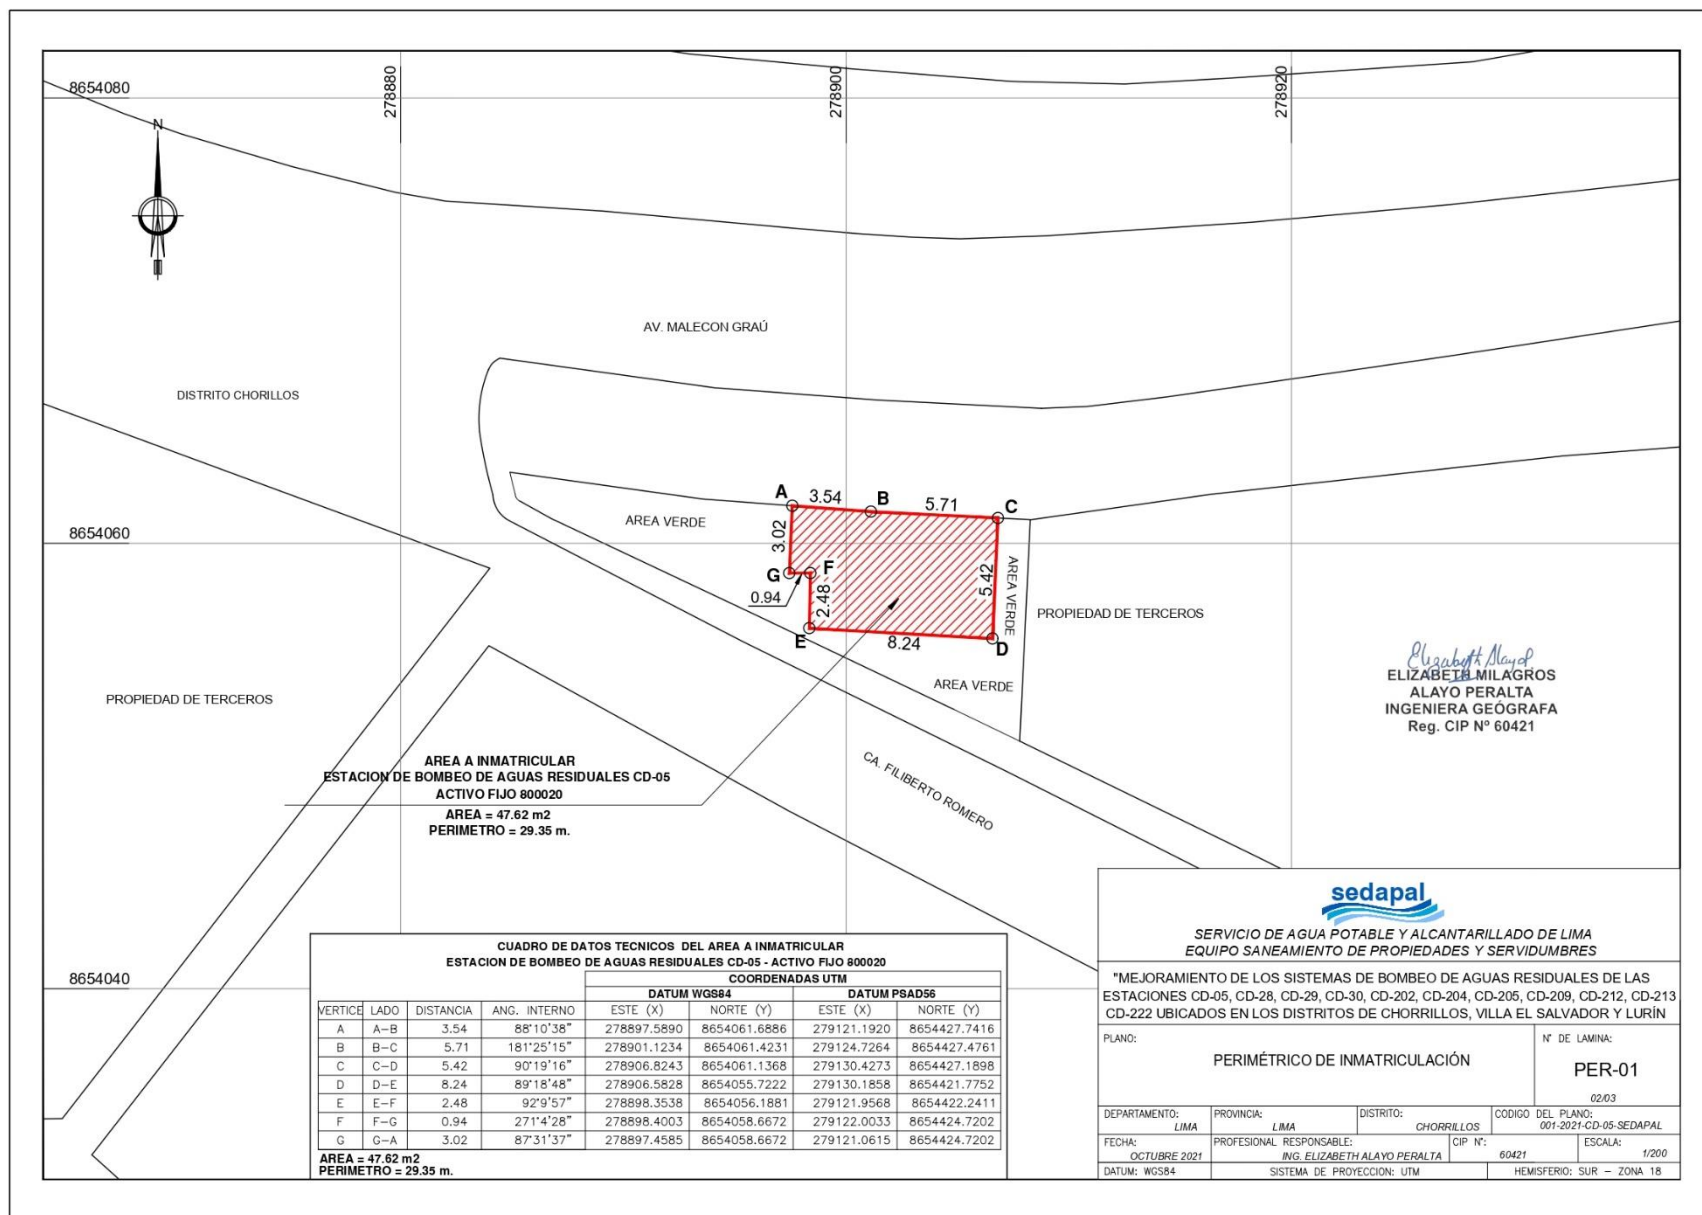 8654080
278880
278900
278920
N
AV. MALECON GRAÚ
DISTRITO CHORILLOS
A
3.54
B
5.71
C
AREA VERDE
8654060
3.02
G
F
0.94
2.48
5.42
AREA VERDE
PROPIEDAD DE TERCEROS
E
8.24
D
AREA VERDE
PROPIEDAD DE TERCEROS
CA. FILIBERTO ROMERO
ELIZABETH MILAGROS
ALAYO PERALTA
INGENIERA GEÓGRAFA
Reg. CIP Nº 60421
AREA A INMATRICULAR
ESTACION DE BOMBEO DE AGUAS RESIDUALES CD-05
ACTIVO FIJO 800020
AREA = 47.62 m2
PERIMETRO = 29.35 m.
8654040
CUADRO DE DATOS TECNICOS DEL AREA A INMATRICULAR
ESTACION DE BOMBEO DE AGUAS RESIDUALES CD-05 - ACTIVO FIJO 800020
COORDENADAS UTM
DATUM WGS84 DATUM PSAD56
VERTICE LADO DISTANCIA ANG. INTERNO ESTE (X) NORTE (Y) ESTE (X) NORTE (Y)
A A-B 3.54 88°10'38" 278897.5890 8654061.6886 279121.1920 8654427.7416
B B-C 5.71 181°25'15" 278901.1234 8654061.4231 279124.7264 8654427.4761
C C-D 5.42 90°19'16" 278906.8243 8654061.1368 279130.4273 8654427.1898
D D-E 8.24 89°18'48" 278906.5828 8654055.7222 279130.1858 8654421.7752
E E-F 2.48 92°9'57" 278898.3538 8654056.1881 279121.9568 8654422.2411
F F-G 0.94 271°4'28" 278898.4003 8654058.6672 279122.0033 8654424.7202
G G-A 3.02 87°31'37" 278897.4585 8654058.6672 279121.0615 8654424.7202
AREA = 47.62 m2
PERIMETRO = 29.35 m.
sedapal
SERVICIO DE AGUA POTABLE Y ALCANTARILLADO DE LIMA
EQUIPO SANEAMIENTO DE PROPIEDADES Y SERVIDUMBRES
"MEJORAMIENTO DE LOS SISTEMAS DE BOMBEO DE AGUAS RESIDUALES DE LAS
ESTACIONES CD-05, CD-28, CD-29, CD-30, CD-202, CD-204, CD-205, CD-209, CD-212, CD-213
CD-222 UBICADOS EN LOS DISTRITOS DE CHORRILLOS, VILLA EL SALVADOR Y LURÍN
PLANO:
PERIMÉTRICO DE INMATRICULACIÓN
N° DE LAMINA:
PER-01
02/03
DEPARTAMENTO: PROVINCIA: DISTRITO: CODIGO DEL PLANO:
LIMA LIMA CHORRILLOS 001-2021-CD-05-SEDAPAL
FECHA: PROFESIONAL RESPONSABLE: CIP N°: ESCALA:
OCTUBRE 2021 ING. ELIZABETH ALAYO PERALTA 60421 1/200
DATUM: WGS84 SISTEMA DE PROYECCION: UTM HEMISFERIO: SUR - ZONA 18